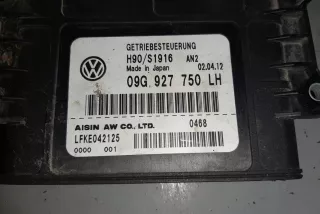 GETRIEBESTEUERUNG
H90/S1916 AN2
Made in Japan 02.04.12
09G 927 750 LH
AISIN AW CO., LTD. 0468
LFKE042125
0000 001